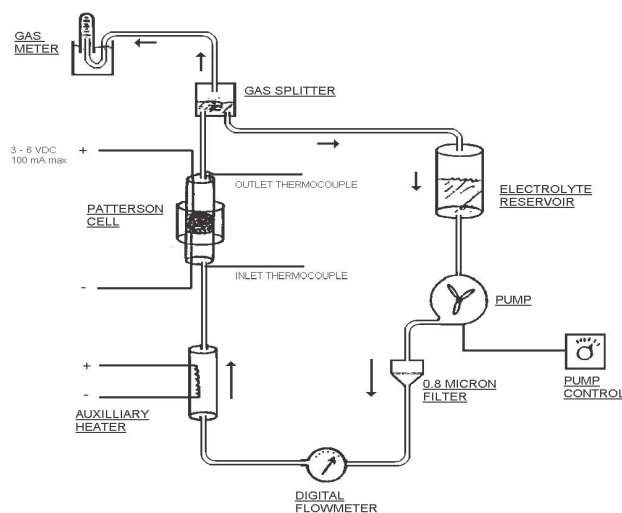 GAS
METER
GAS SPLITTER
3 - 6 VDC
100 mA max
+
OUTLET THERMOCOUPLE
ELECTROLYTE
RESERVOIR
PATTERSON
CELL
INLET THERMOCOUPLE
-
PUMP
+
-
0.8 MICRON
FILTER
PUMP
CONTROL
AUXILLIARY
HEATER
DIGITAL
FLOWMETER